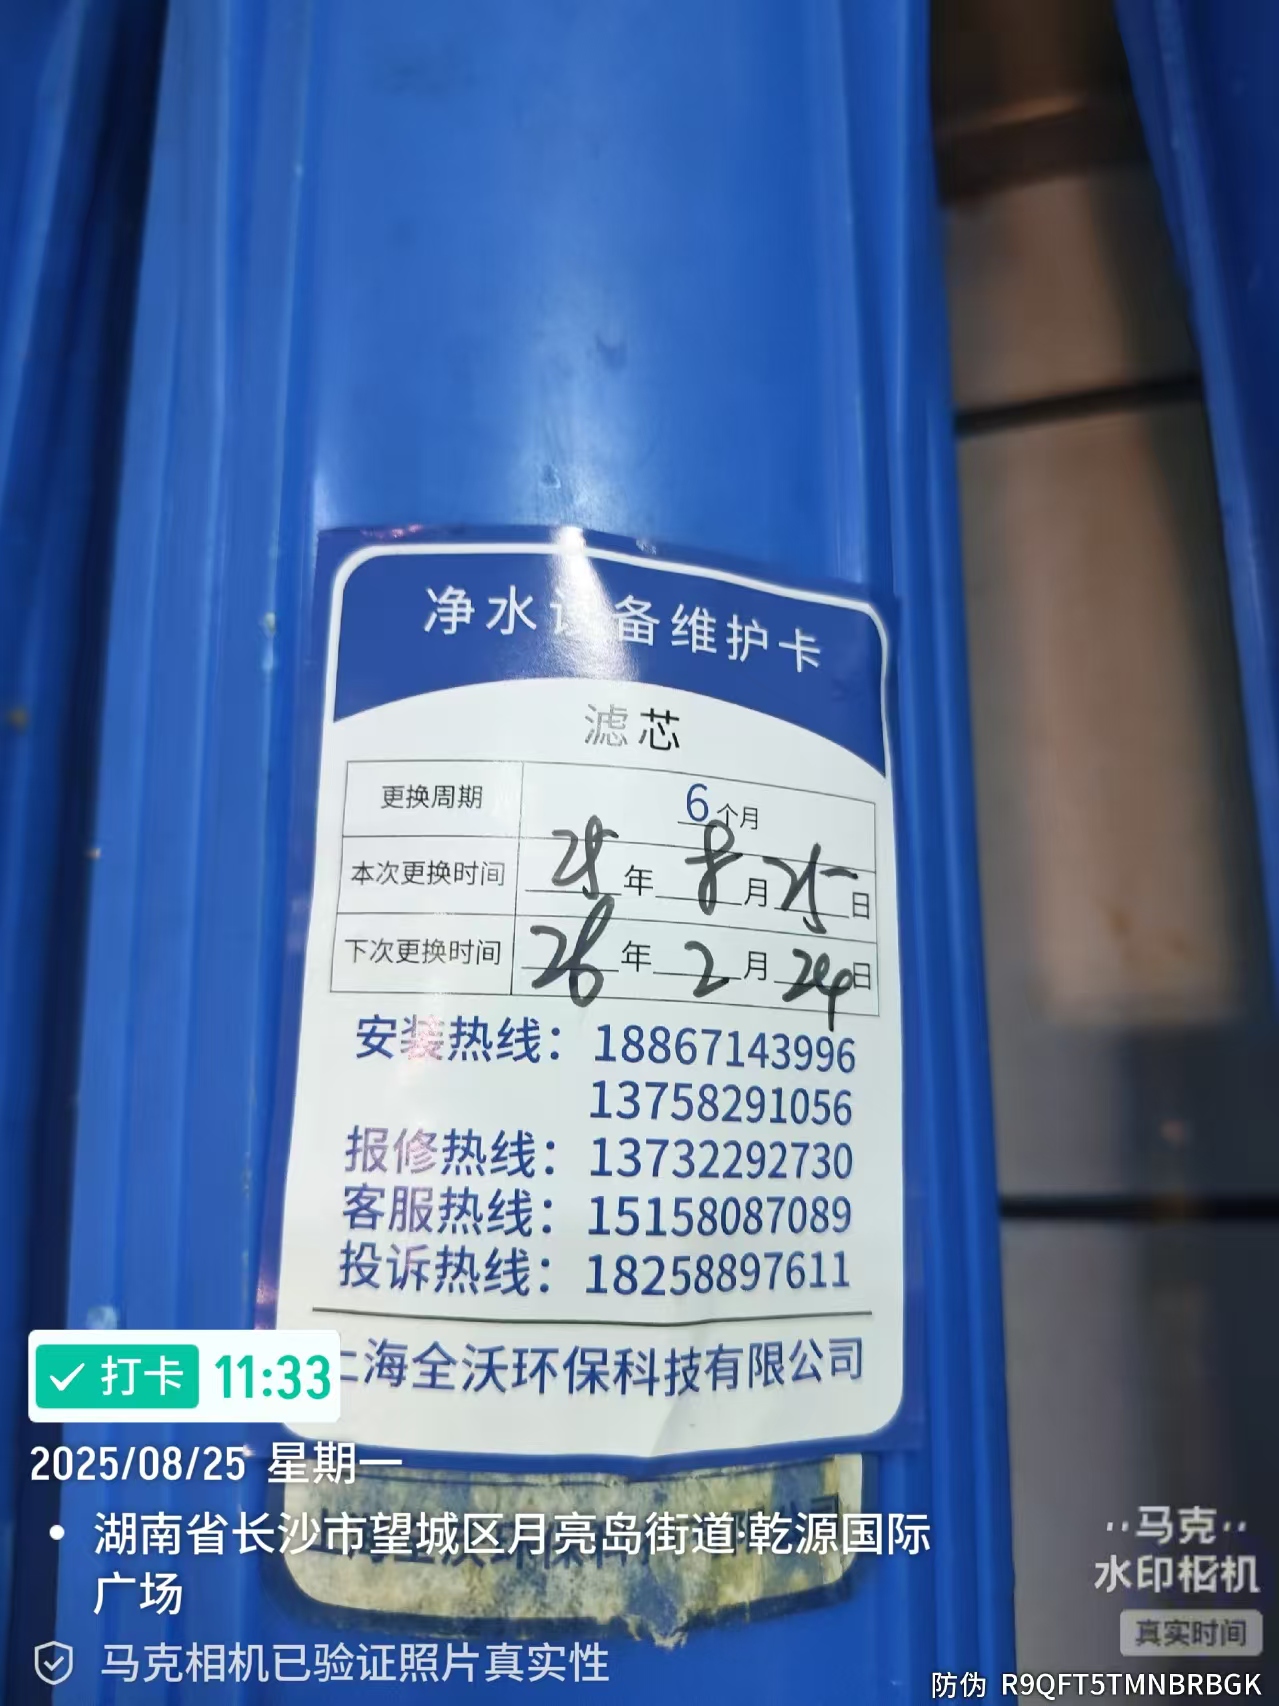 净水设备维护卡
滤芯
更换周期 6个月
本次更换时间 25年8月25日
下次更换时间 26年2月24日
安装热线：18867143996
13758291056
报修热线：13732292730
客服热线：15158087089
投诉热线：18258897611
上海全沃环保科技有限公司
打卡 11:33
2025/08/25 星期一
湖南省长沙市望城区月亮岛街道·乾源国际
广场
马克相机已验证照片真实性
马克
水印相机
真实时间
防伪 R9QFT5TMNBRBGK